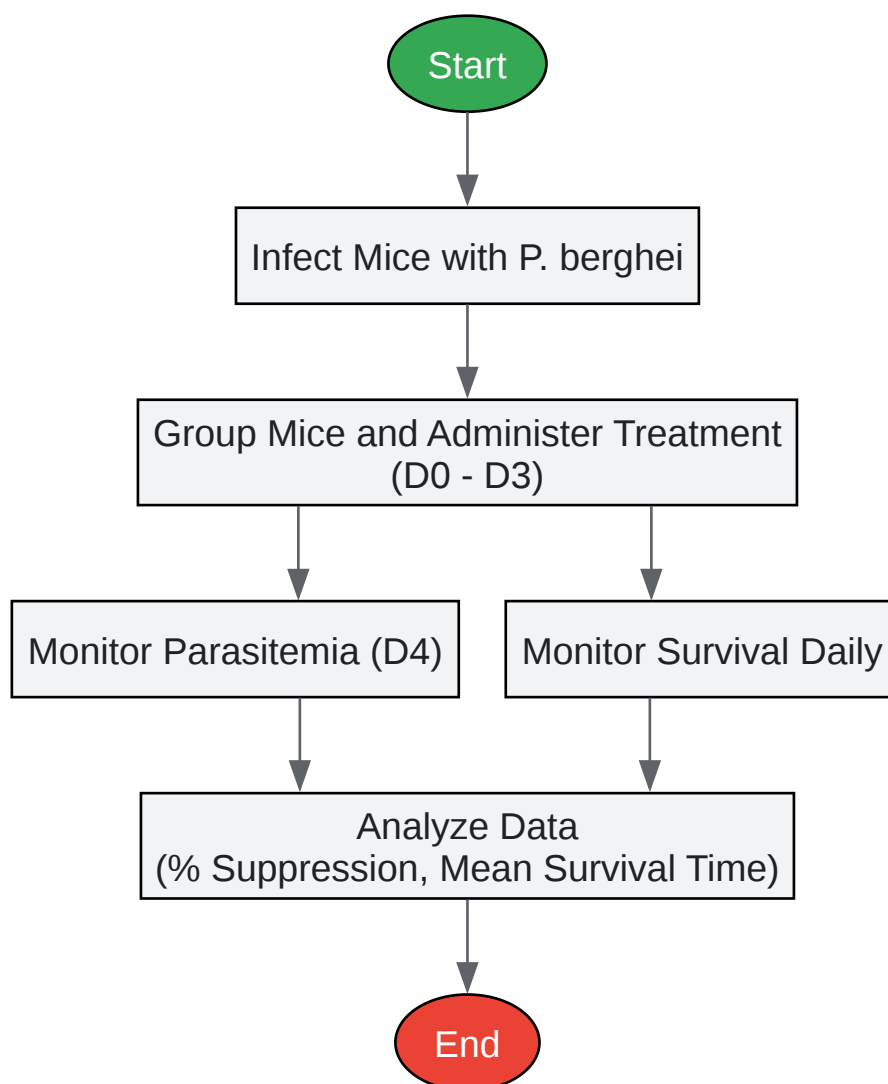 Start
Infect Mice with P. berghei
Group Mice and Administer Treatment
(D0 - D3)
Monitor Parasitemia (D4)
Monitor Survival Daily
Analyze Data
(% Suppression, Mean Survival Time)
End